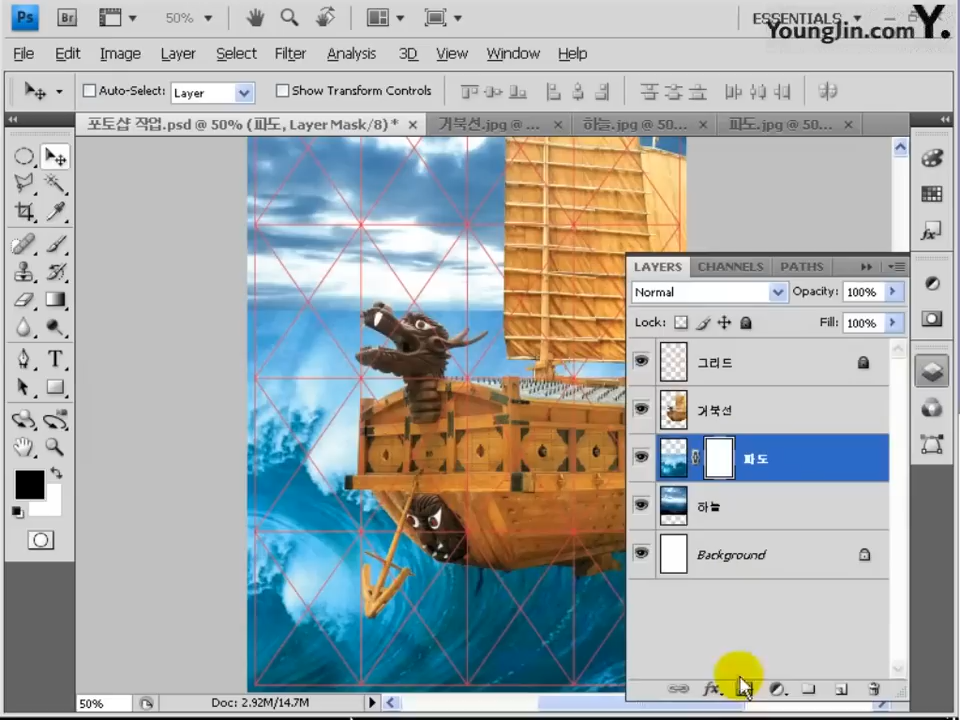 Ps Br 50% ESSENTIALS
YoungJin.com Y.
File Edit Image Layer Select Filter Analysis 3D View Window Help
Auto-Select: Layer Show Transform Controls
포토샵 작업.psd @ 50% (파도, Layer Mask/8) * × 거북선.jpg @ ... × 하늘.jpg @ 50... × 파도.jpg @ 50... ×
LAYERS CHANNELS PATHS
Normal Opacity: 100%
Lock: Fill: 100%
그리드
거북선
파도
하늘
Background
fx
50% Doc: 2.92M/14.7M